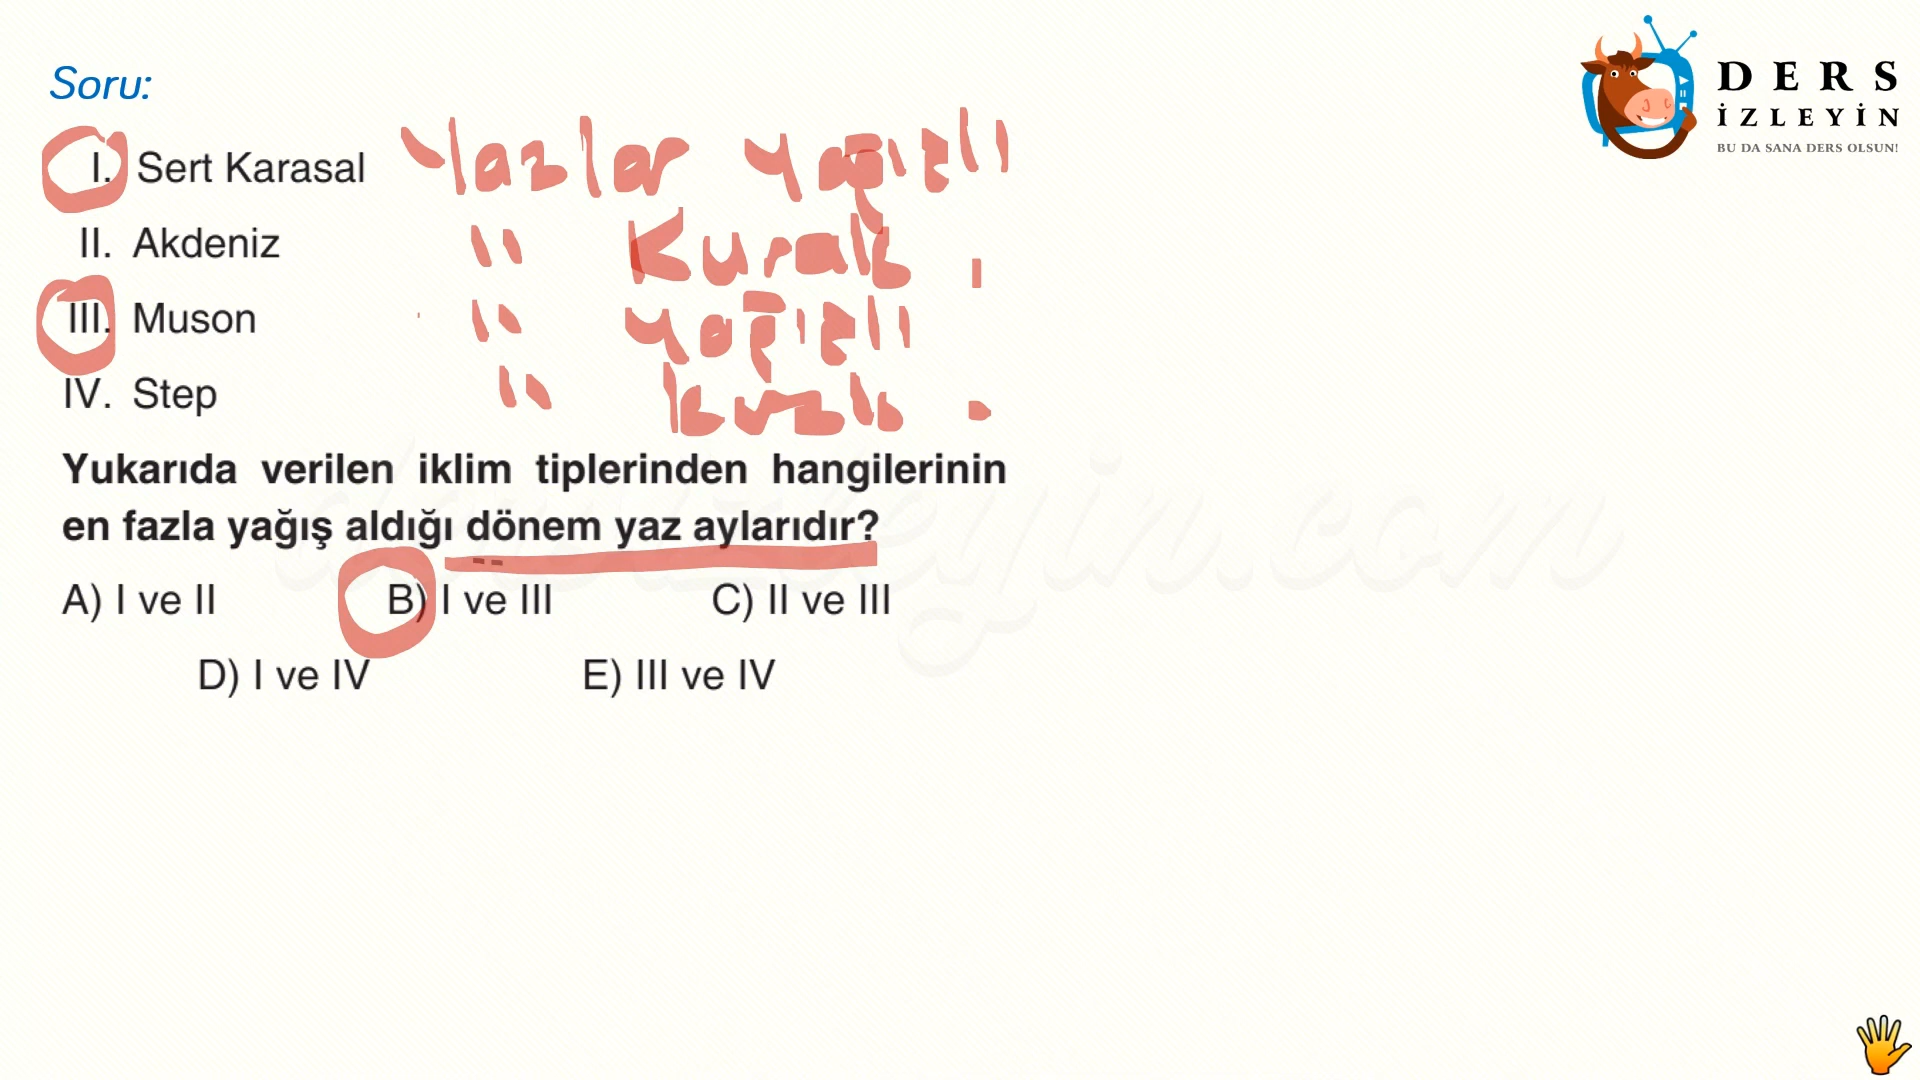 Soru:
DERS
İZLEYİN
BU DA SANA DERS OLSUN!
I. Sert Karasal Yazlar yağışlı
II. Akdeniz " Kurak
III. Muson " yağışlı
IV. Step "
Yukarıda verilen iklim tiplerinden hangilerinin
en fazla yağış aldığı dönem yaz aylarıdır?
A) I ve II B) I ve III C) II ve III
D) I ve IV E) III ve IV
dersizleyin.com